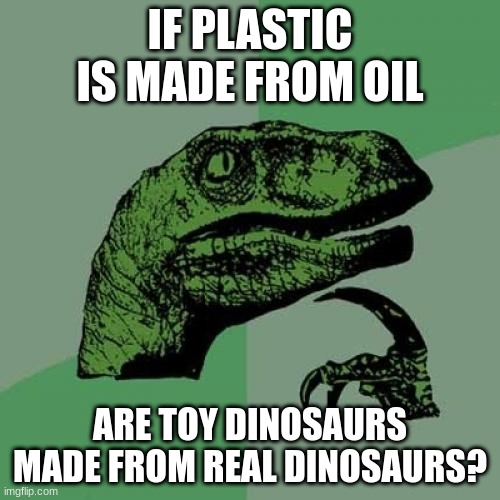 IF PLASTIC
IS MADE FROM OIL
ARE TOY DINOSAURS
MADE FROM REAL DINOSAURS?
imgflip.com